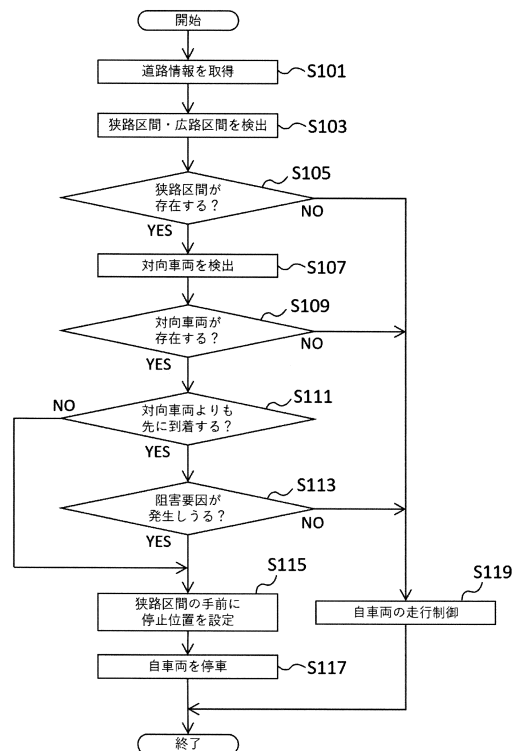 開始
道路情報を取得
S101
狭路区間・広路区間を検出
S103
S105
狭路区間が
存在する？
NO
YES
対向車両を検出
S107
S109
対向車両が
存在する？
NO
YES
S111
NO
対向車両よりも
先に到着する？
YES
S113
阻害要因が
発生しうる？
NO
YES
S115
狭路区間の手前に
停止位置を設定
S119
自車両の走行制御
自車両を停車
S117
終了